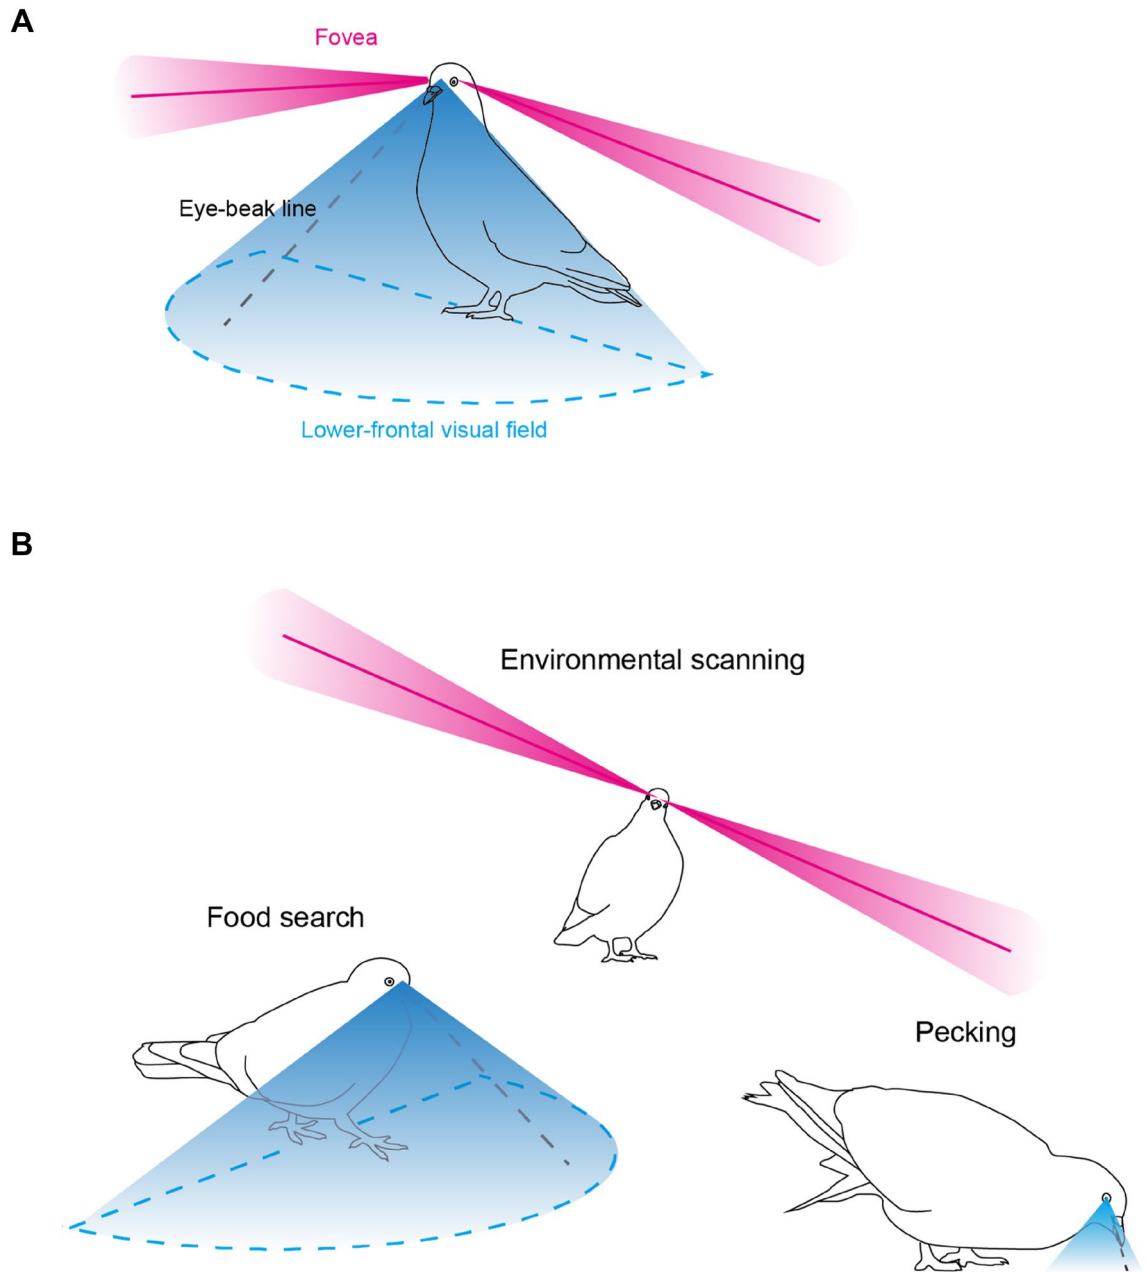 A
Fovea
Eye-beak line
Lower-frontal visual field
B
Environmental scanning
Food search
Pecking